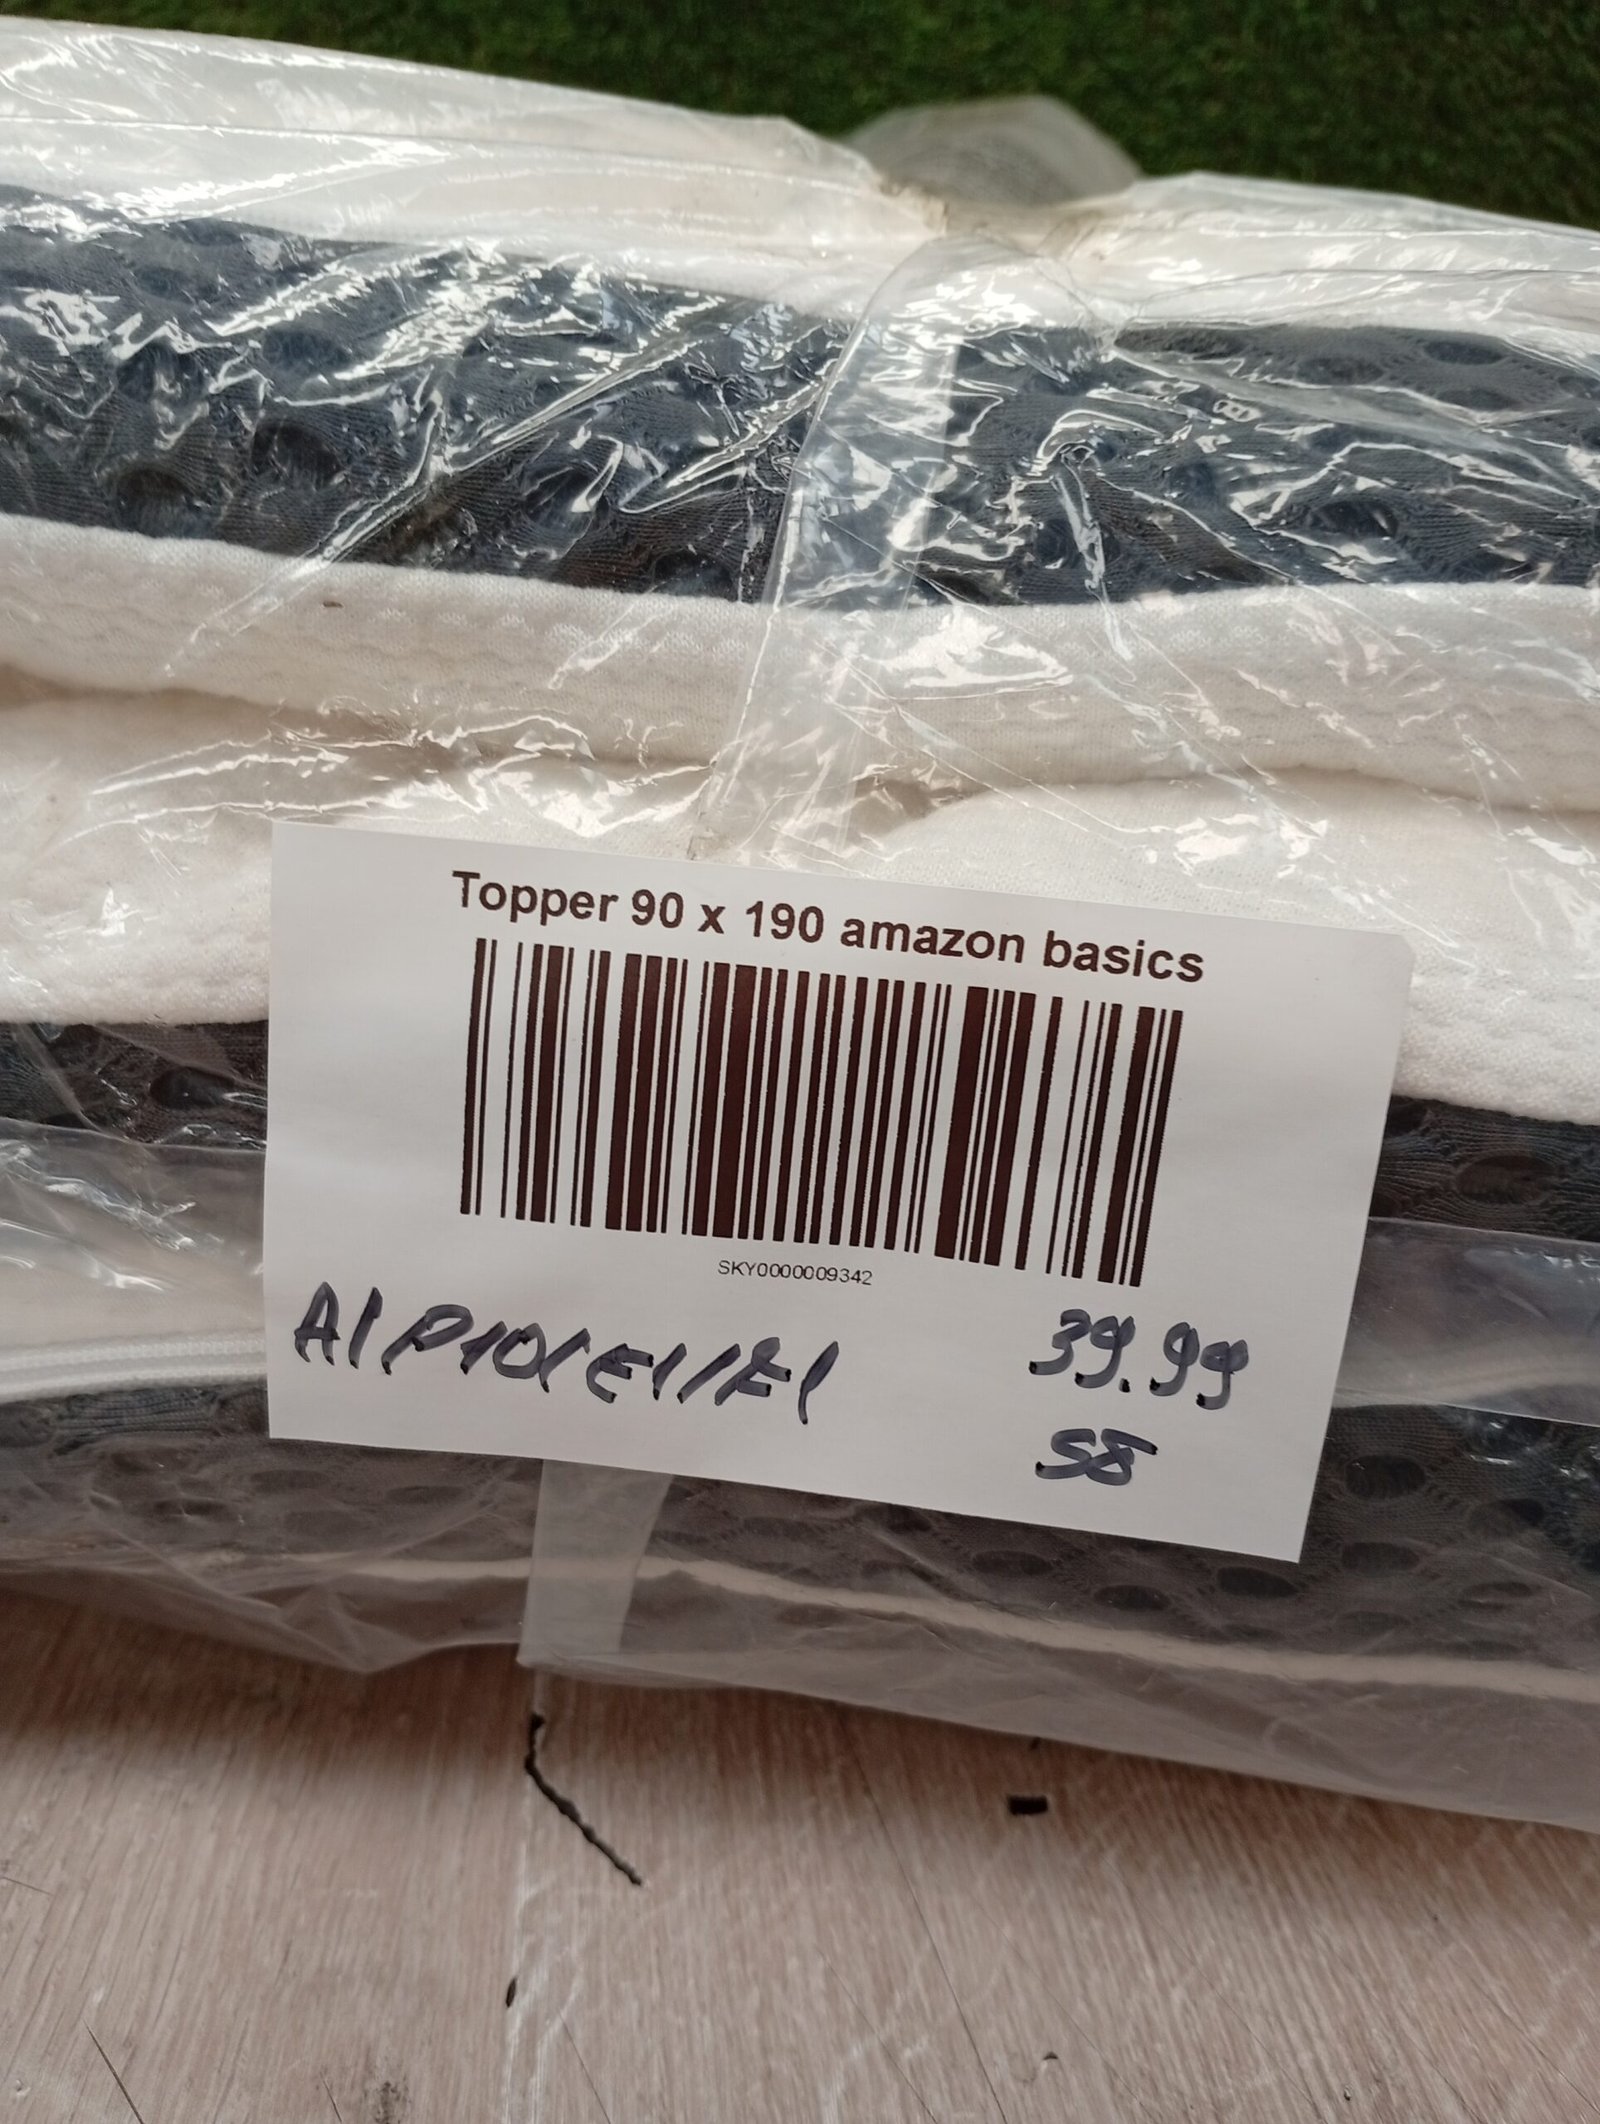 Topper 90 x 190 amazon basics
SKY0000009342
39.99
58